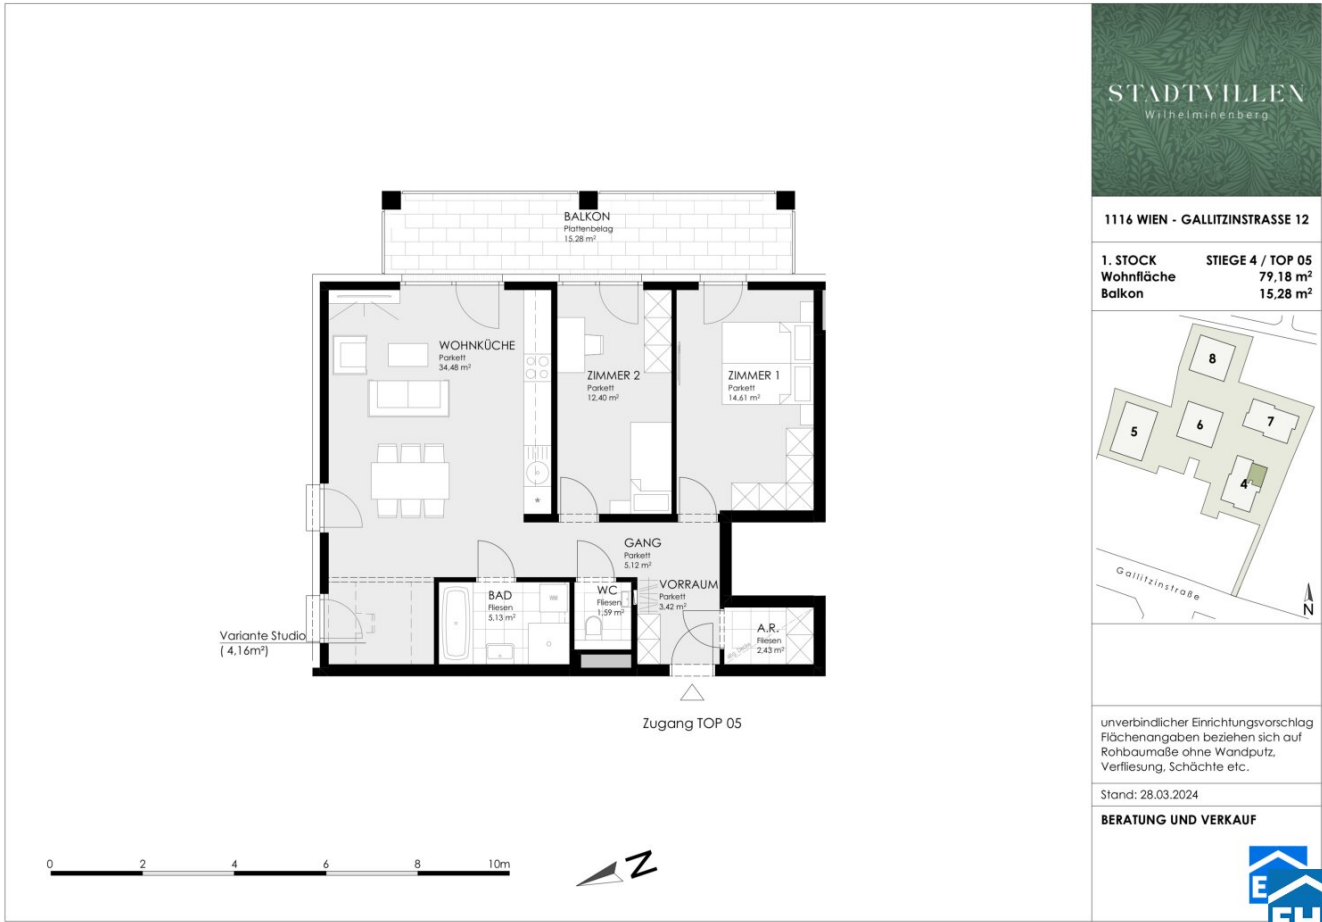 BALKON
Plattenbelag
15,28 m²
WOHNKÜCHE
Parkett
34,48 m²
ZIMMER 2
Parkett
12,40 m²
ZIMMER 1
Parkett
14,61 m²
GANG
Parkett
5,12 m²
BAD
Fliesen
5,13 m²
WM
WC
Fliesen
1,59 m²
VORRAUM
Parkett
3,42 m²
A.R.
Fliesen
2,43 m²
Variante Studio
( 4,16m²)
Zugang TOP 05
0 2 4 6 8 10m
N
STADTVILLEN
Wilhelminenberg
1116 WIEN - GALLITZINSTRASSE 12
1. STOCK STIEGE 4 / TOP 05
Wohnfläche 79,18 m²
Balkon 15,28 m²
8
5
6
7
4
Gallitzinstraße
N
unverbindlicher Einrichtungsvorschlag
Flächenangaben beziehen sich auf
Rohbaumaße ohne Wandputz,
Verfliesung, Schächte etc.
Stand: 28.03.2024
BERATUNG UND VERKAUF
E
EH